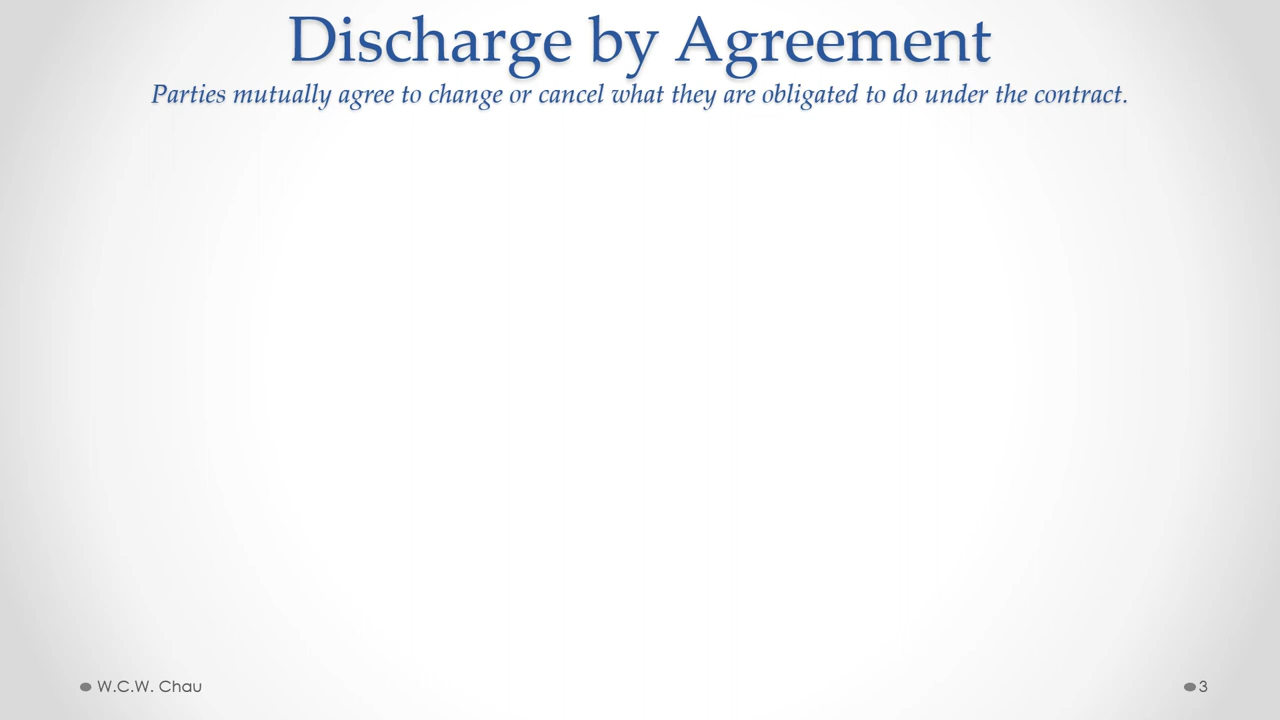 Discharge by Agreement
Parties mutually agree to change or cancel what they are obligated to do under the contract.
W.C.W. Chau
3